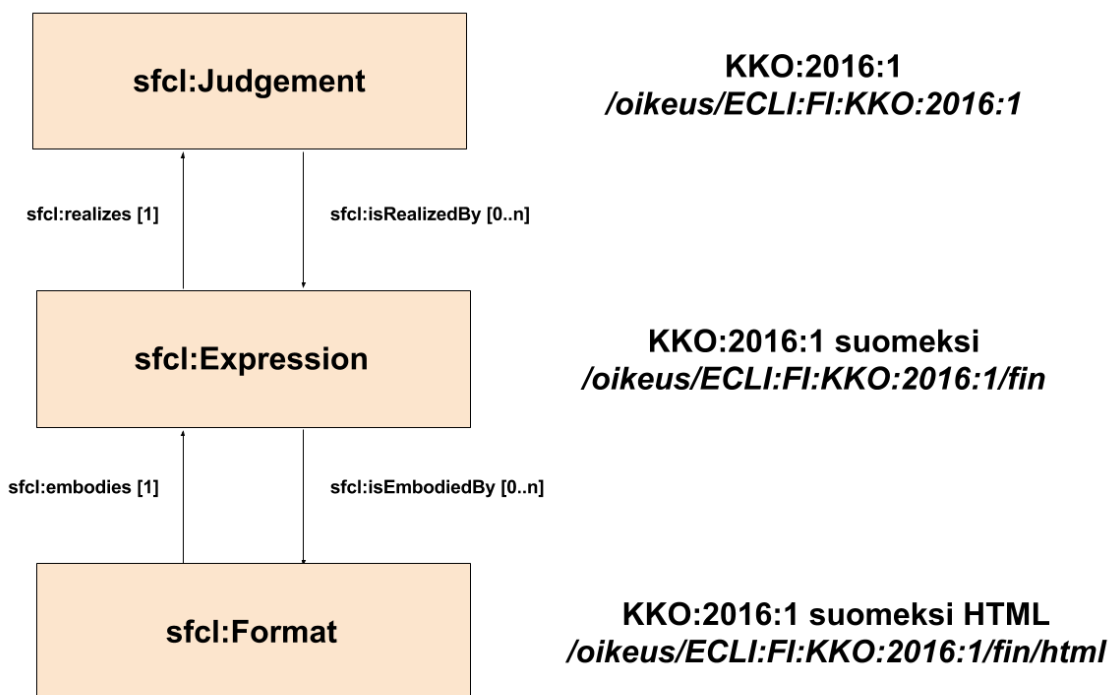 sfcl:Judgement
KKO:2016:1
/oikeus/ECLI:FI:KKO:2016:1
sfcl:realizes [1]
sfcl:isRealizedBy [0..n]
sfcl:Expression
KKO:2016:1 suomeksi
/oikeus/ECLI:FI:KKO:2016:1/fin
sfcl:embodies [1]
sfcl:isEmbodiedBy [0..n]
sfcl:Format
KKO:2016:1 suomeksi HTML
/oikeus/ECLI:FI:KKO:2016:1/fin/html